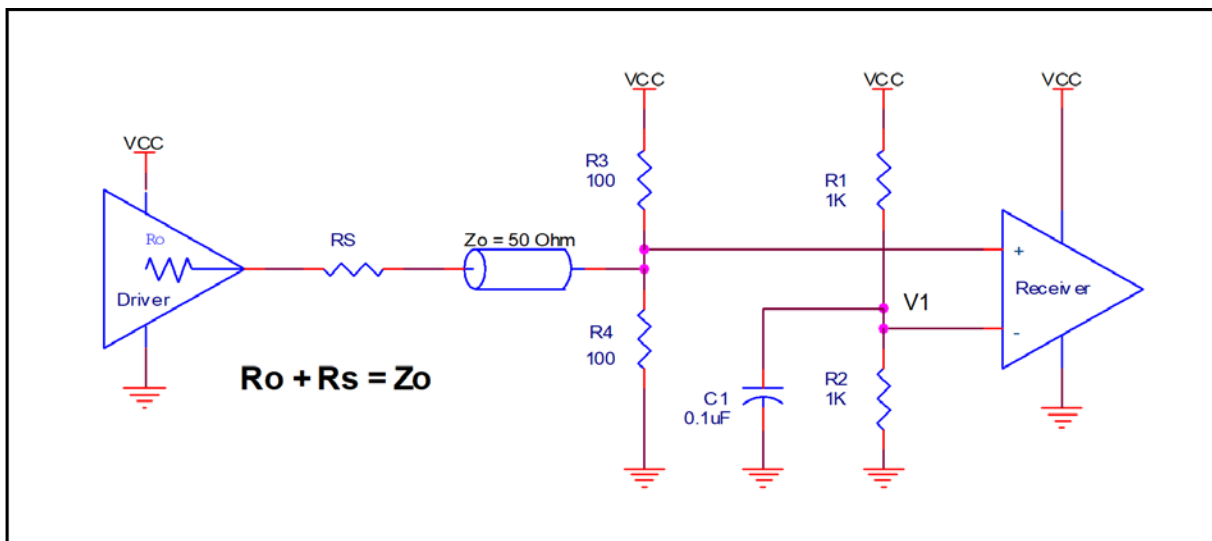 VCC
VCC
VCC
VCC
R3
100
R1
1K
Ro
RS
Zo = 50 Ohm
+
Driver
Receiver
V1
-
R4
100
Ro + Rs = Zo
C1
0.1uF
R2
1K